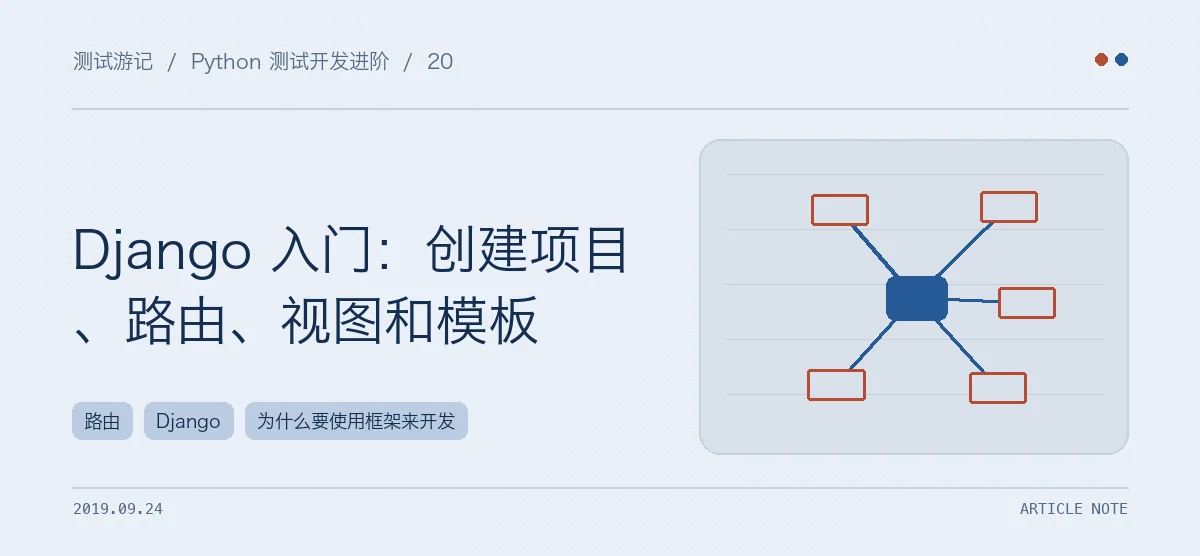 测试游记 / Python 测试开发进阶 / 20
Django 入门：创建项目
、路由、视图和模板
路由 Django 为什么要使用框架来开发
2019.09.24 ARTICLE NOTE